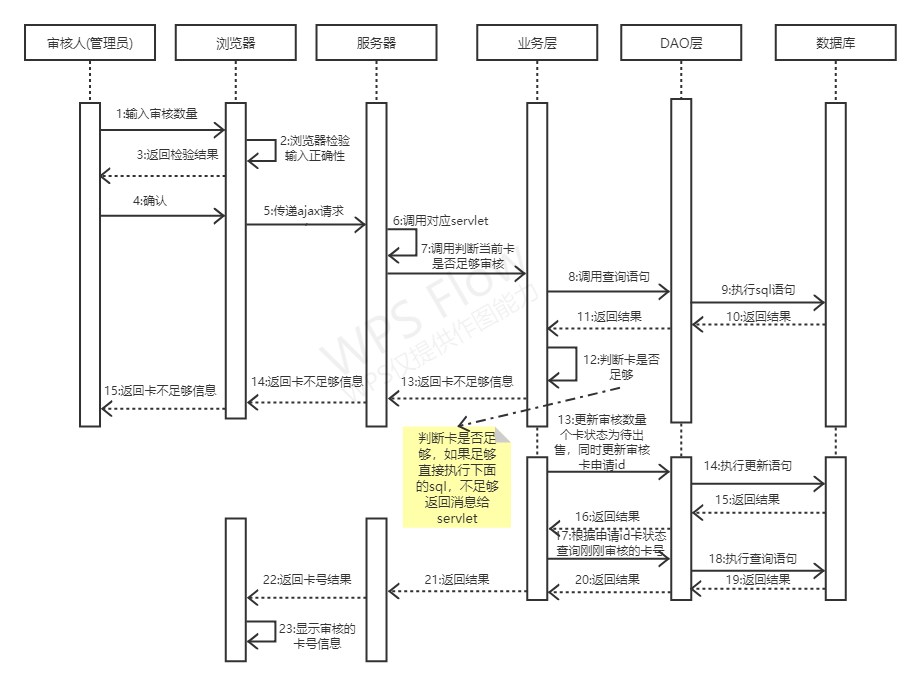 审核人(管理员)
浏览器
服务器
业务层
DAO层
数据库
1:输入审核数量
2:浏览器检验
输入正确性
3:返回检验结果
4:确认
5:传递ajax请求
6:调用对应servlet
7:调用判断当前卡
是否足够审核
8:调用查询语句
9:执行sql语句
10:返回结果
11:返回结果
12:判断卡是否
足够
13:返回卡不足够信息
14:返回卡不足够信息
15:返回卡不足够信息
判断卡是否足
够，如果足够
直接执行下面
的sql，不足够
返回消息给
servlet
13:更新审核数量
个卡状态为待出
售，同时更新审核
卡申请id
14:执行更新语句
15:返回结果
16:返回结果
17:根据申请id卡状态
查询刚刚审核的卡号
18:执行查询语句
19:返回结果
20:返回结果
21:返回结果
22:返回卡号结果
23:显示审核的
卡号信息
WPS Flow
WPS仅提供作图能力